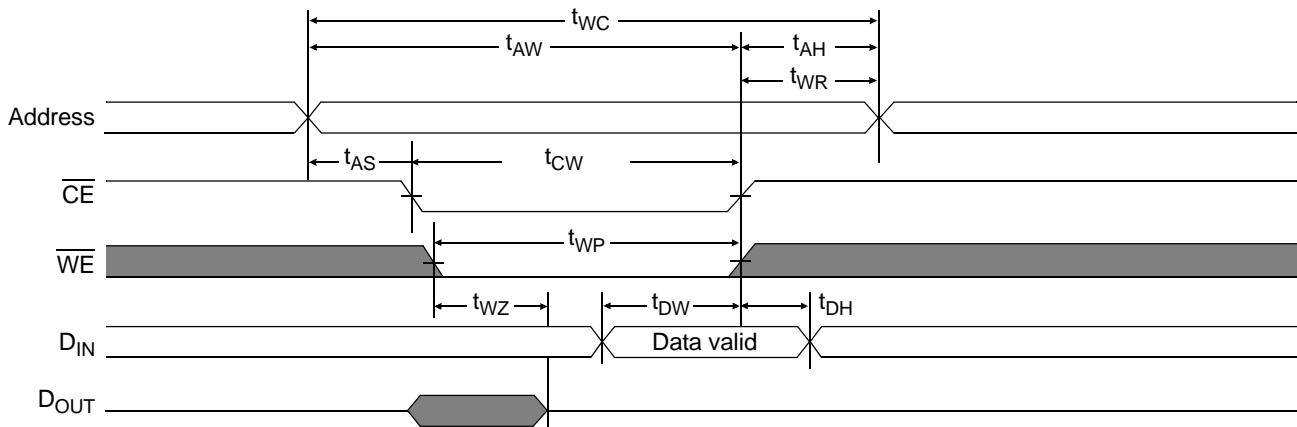 tWC
tAW tAH
tWR
Address
tAS tCW
CE
tWP
WE
tWZ tDW tDH
DIN Data valid
DOUT